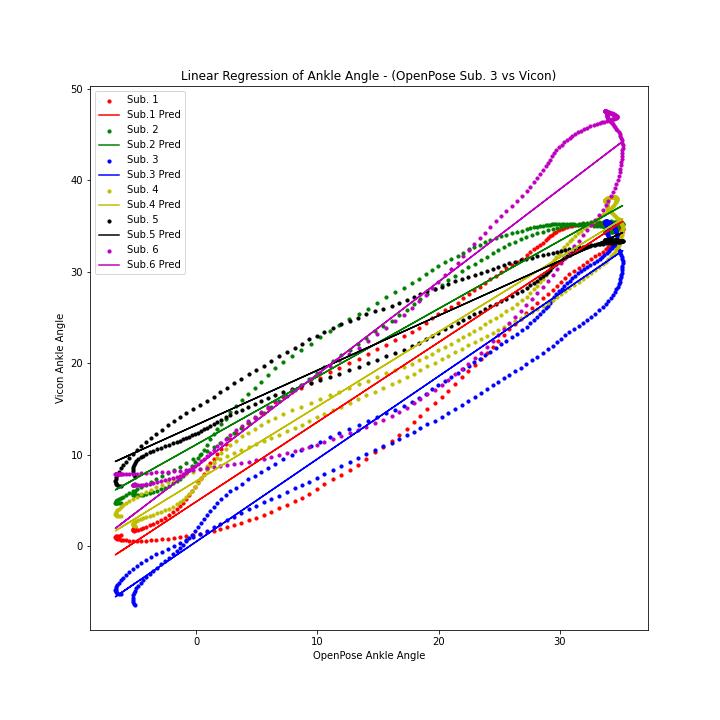 Linear Regression of Ankle Angle - (OpenPose Sub. 3 vs Vicon)
50
40
30
20
10
0
Vicon Ankle Angle
Sub. 1
Sub.1 Pred
Sub. 2
Sub.2 Pred
Sub. 3
Sub.3 Pred
Sub. 4
Sub.4 Pred
Sub. 5
Sub.5 Pred
Sub. 6
Sub.6 Pred
0 10 20 30
OpenPose Ankle Angle